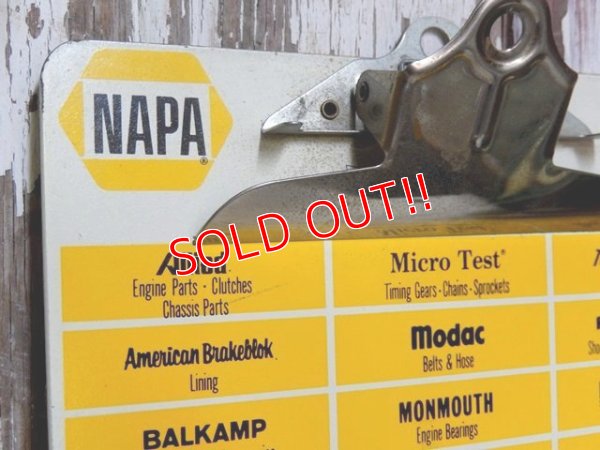 NAPA
®
SOLD OUT!!
Engine Parts · Clutches
Chassis Parts
Micro Test®
Timing Gears · Chains · Sprockets
American Brakeblok
Lining
Modac
Belts & Hose
BALKAMP
MONMOUTH
Engine Bearings